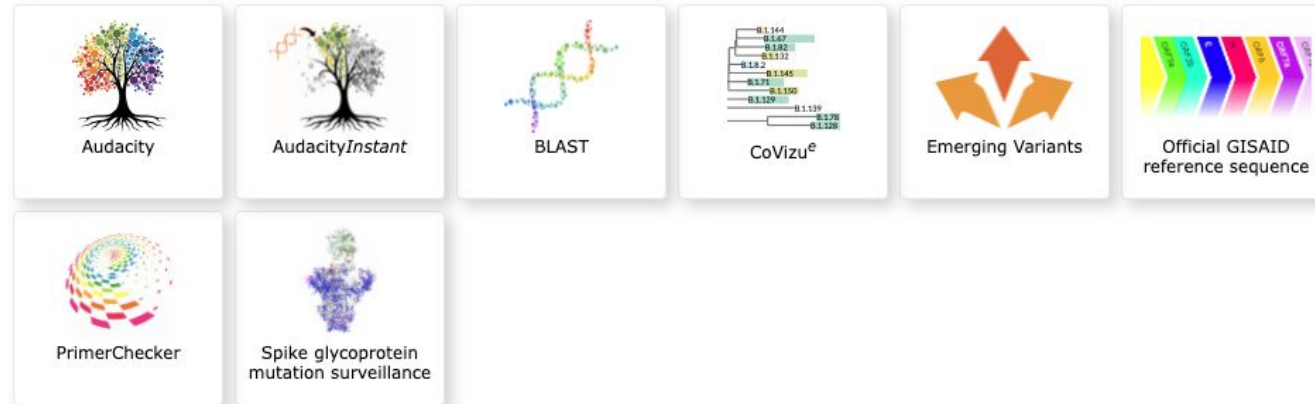 Audacity
AudacityInstant
BLAST
B.1.144
B.1.67
B.1.82
B.1.132
B.1.8.2
B.1.545
B.1.71
B.1.150
B.1.129
B.1.139
B.1.78
B.1.128
CoVizuᵉ
Emerging Variants
E
Official GISAID
reference sequence
PrimerChecker
Spike glycoprotein
mutation surveillance